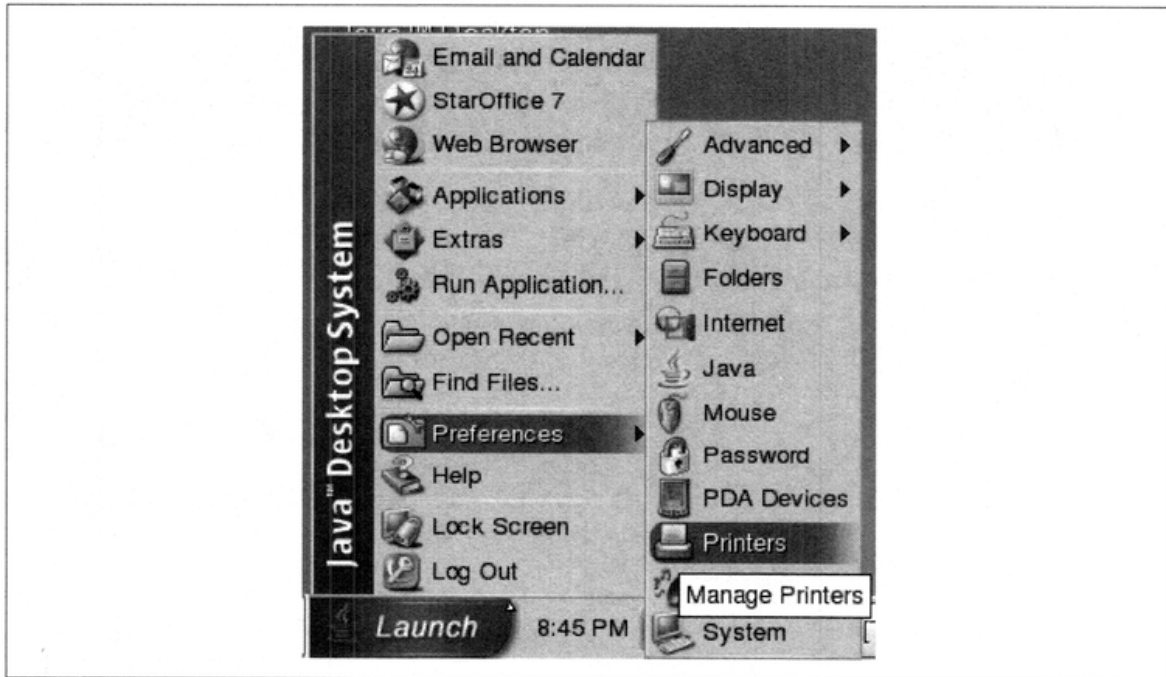 Java™ Desktop
Email and Calendar
StarOffice 7
Web Browser
Applications
Extras
Run Application...
Open Recent
Find Files...
Preferences
Help
Lock Screen
Log Out
Java™ Desktop System
Advanced
Display
Keyboard
Folders
Internet
Java
Mouse
Password
PDA Devices
Printers
Manage Printers
System
Launch
8:45 PM